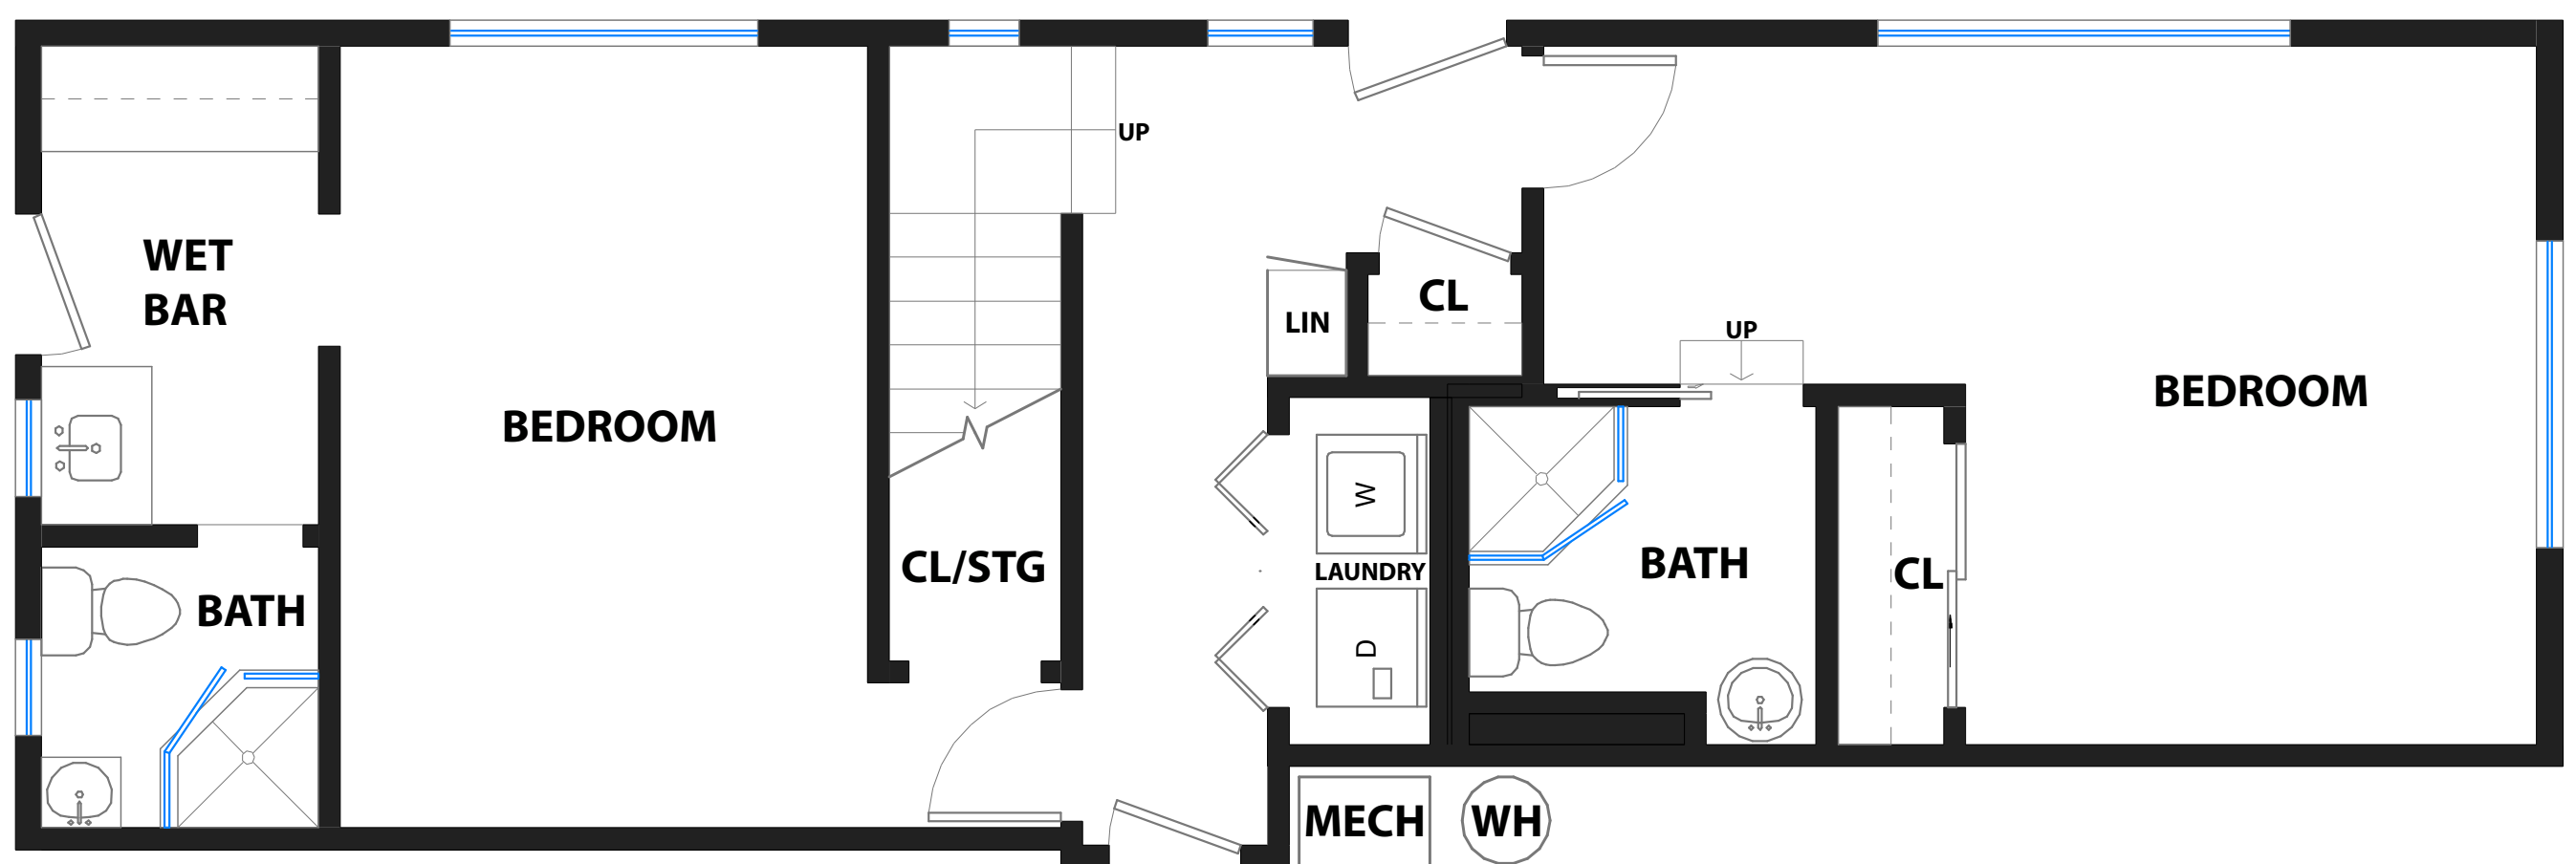 UP
WET
BAR
CL
LIN
UP
BEDROOM
BEDROOM
W
CL/STG
LAUNDRY
BATH
CL
BATH
D
MECH
WH